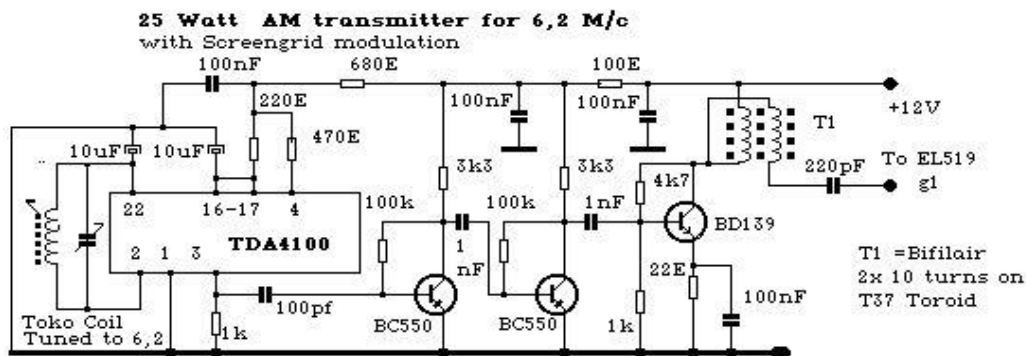 25 Watt AM transmitter for 6,2 M/c
with Screengrid modulation
100nF
680E
100E
220E
100nF
100nF
+12V
T1
10uF
10uF
470E
3k3
3k3
220pF
To EL519
g1
4k7
22
16-17
4
100k
100k
1nF
TDA4100
BD139
2
1
3
1
nF
T1 =Bifilair
2x 10 turns on
T37 Toroid
22E
100pf
100nF
Toko Coil
Tuned to 6,2
1k
BC550
BC550
1k